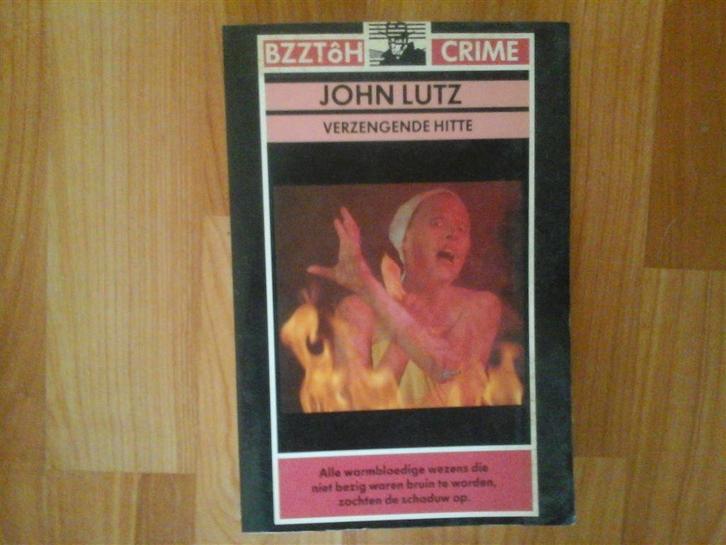 BZZTôH CRIME
JOHN LUTZ
VERZENGENDE HITTE
Alle warmbloedige wezens die
niet bezig waren bruin te worden,
zochten de schaduw op.